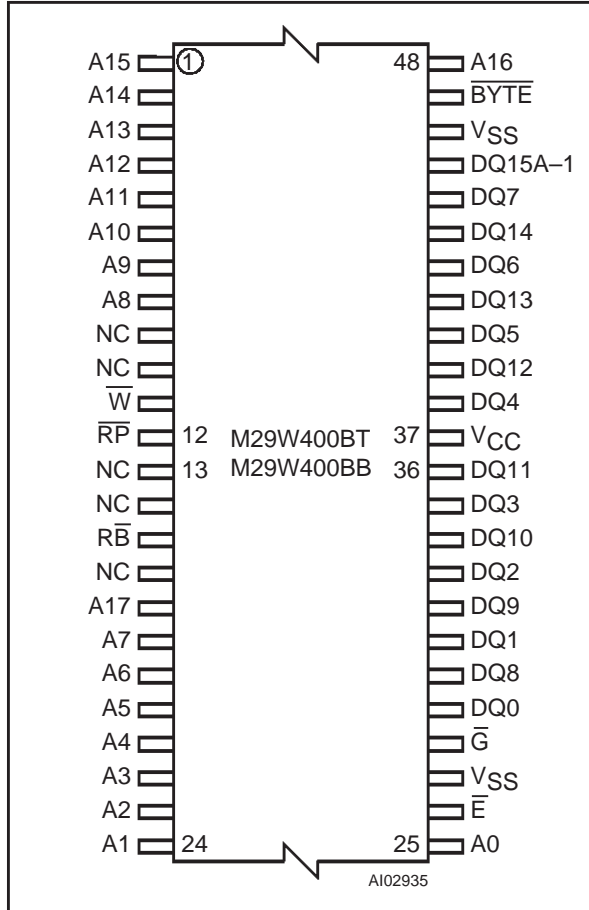 A15 1 48 A16
A14 B̅Y̅T̅E̅
A13 VSS
A12 DQ15A–1
A11 DQ7
A10 DQ14
A9 DQ6
A8 DQ13
NC DQ5
NC DQ12
W̅ DQ4
R̅P̅ 12 M29W400BT 37 VCC
NC 13 M29W400BB 36 DQ11
NC DQ3
RB̅ DQ10
NC DQ2
A17 DQ9
A7 DQ1
A6 DQ8
A5 DQ0
A4 G̅
A3 VSS
A2 E̅
A1 24 25 A0
AI02935